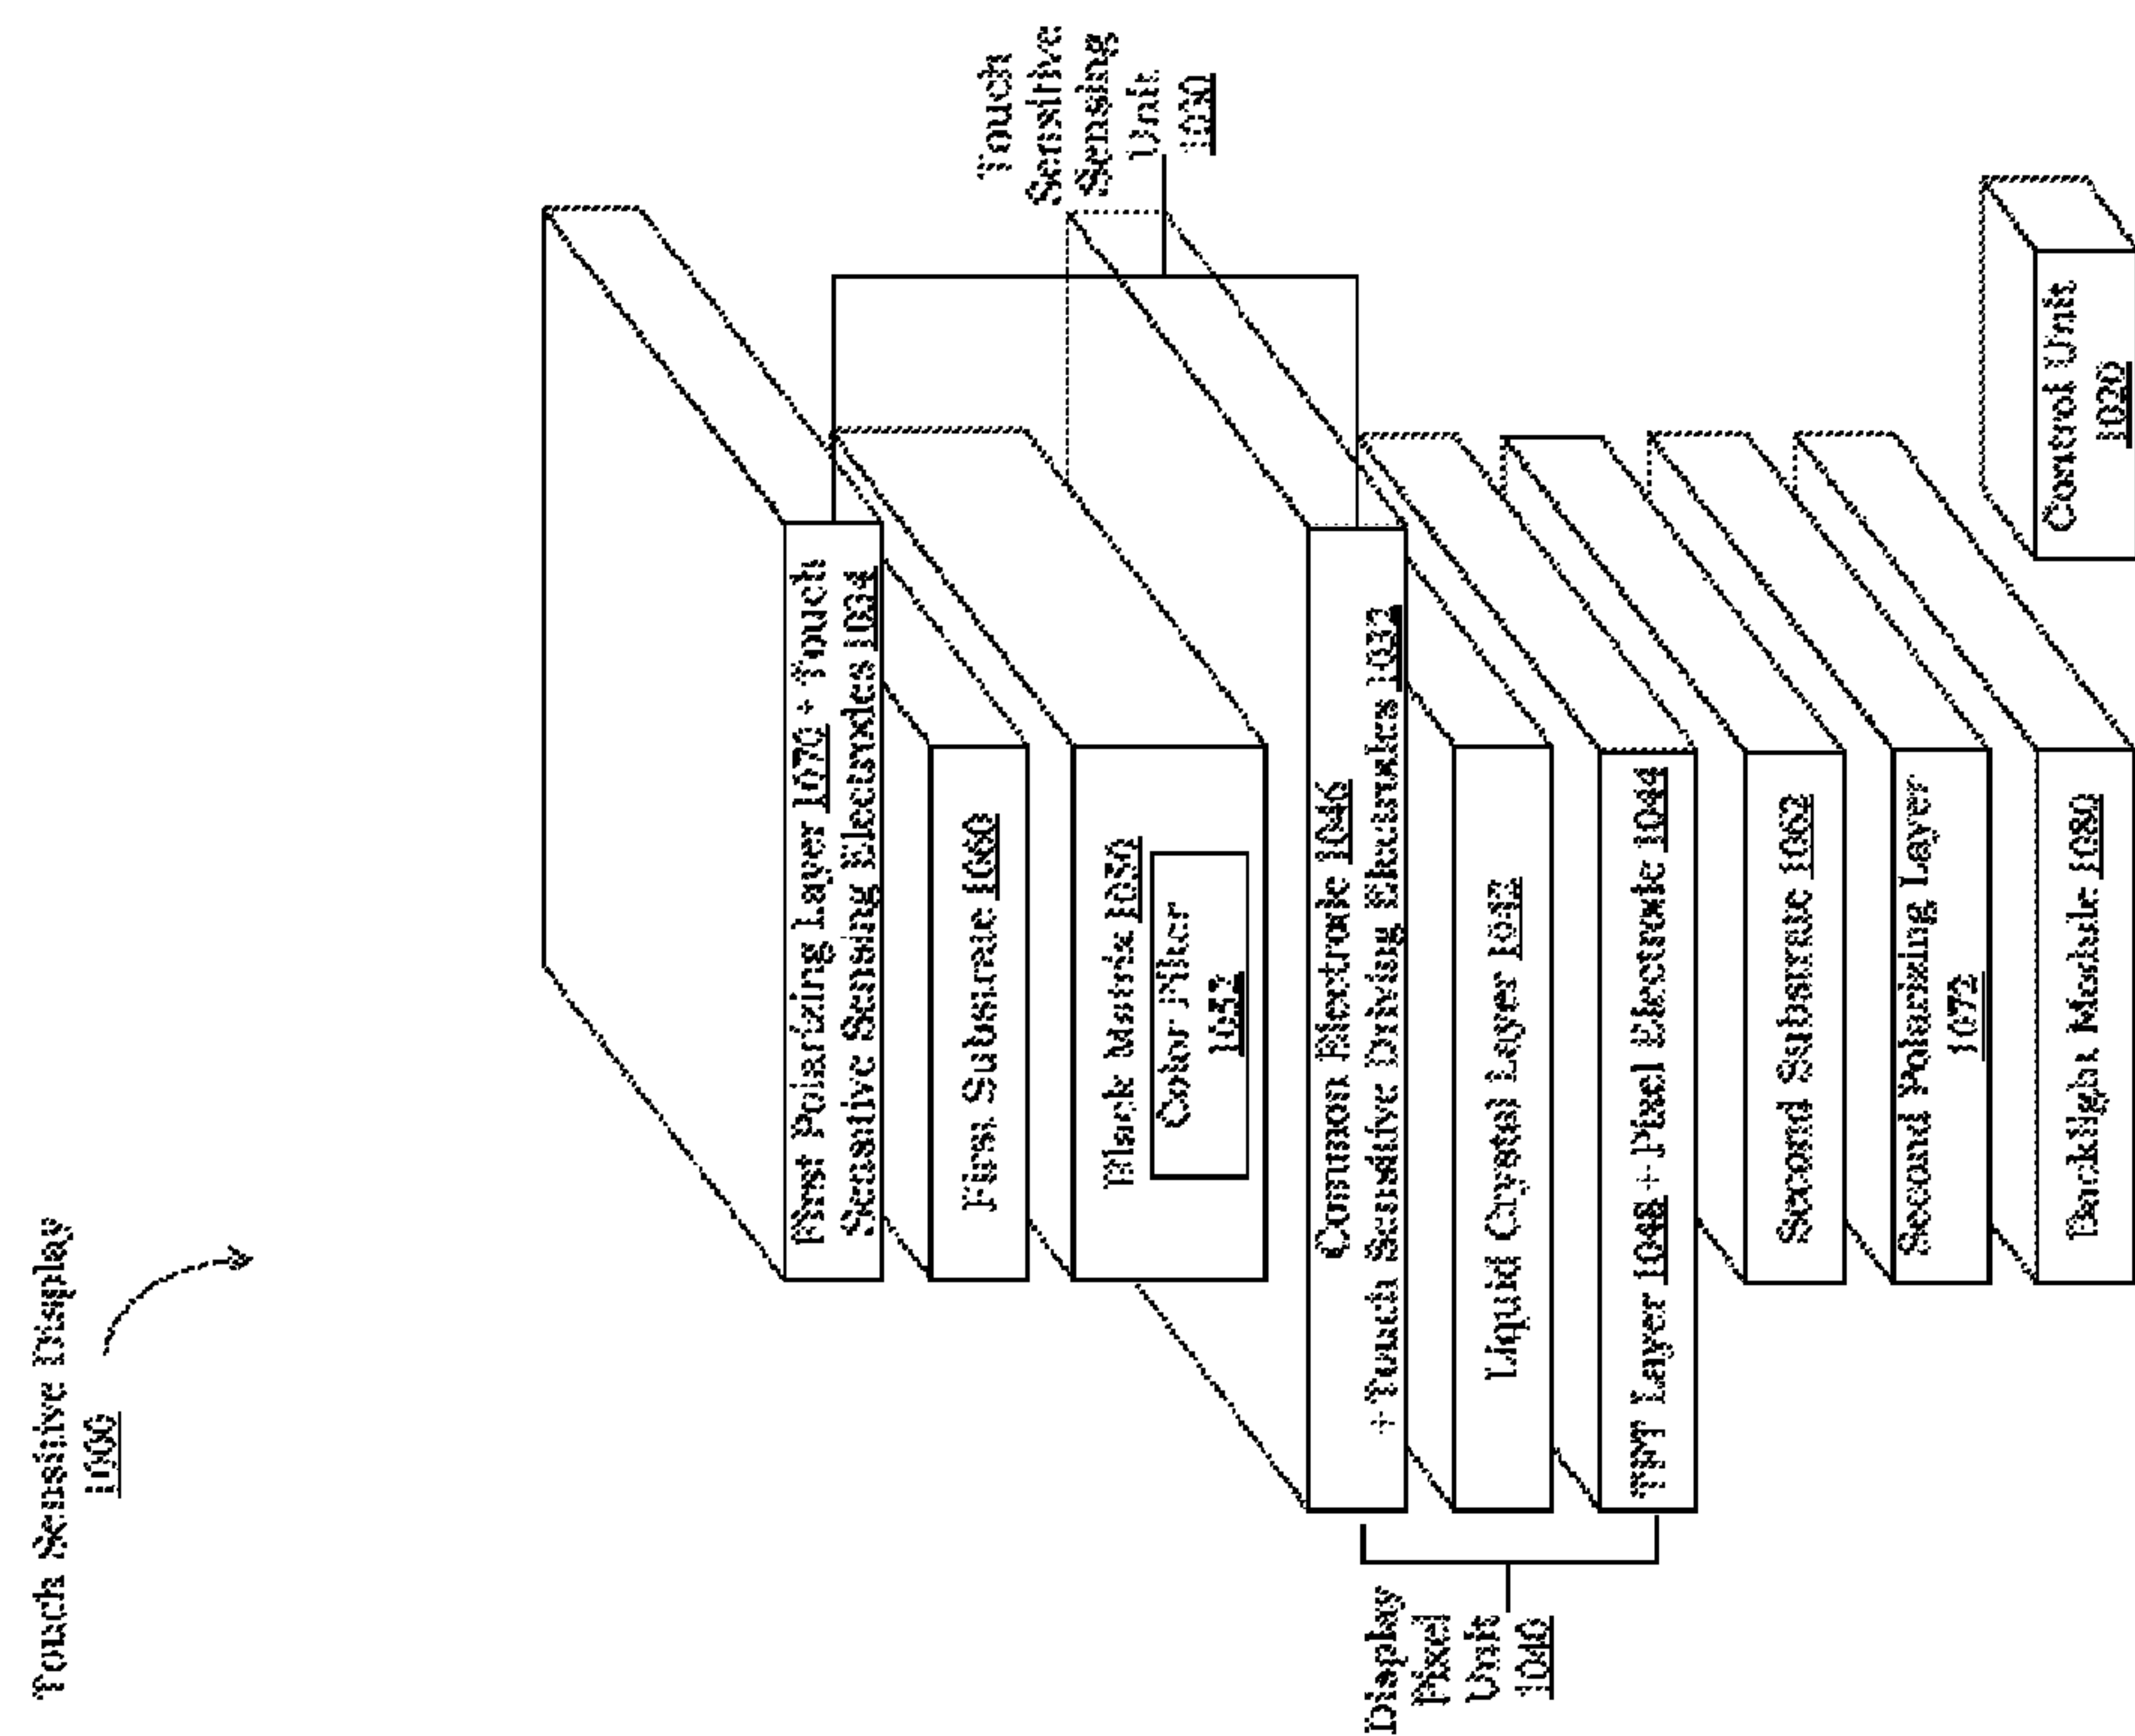 Touch Sensitive Display
1000
Touch
Sensitive
Sensing
Unit
First Polarizing Layer 1070 + Touch
Sensitive Sensing Electrodes 1034
First Substrate 1060
Black Matrix 1050
Color Filter
1052
Common Electrode 1046
+ Touch Sensitive Driving Electrodes 1032
Liquid Crystal Layer 1042
TFT Layer 1048 + Pixel Electrode 1044
Display
Pixel
Unit
1040
Second Substrate 1062
Second Polarizing Layer
1072
Backlight Module 1080
Control Unit
1020